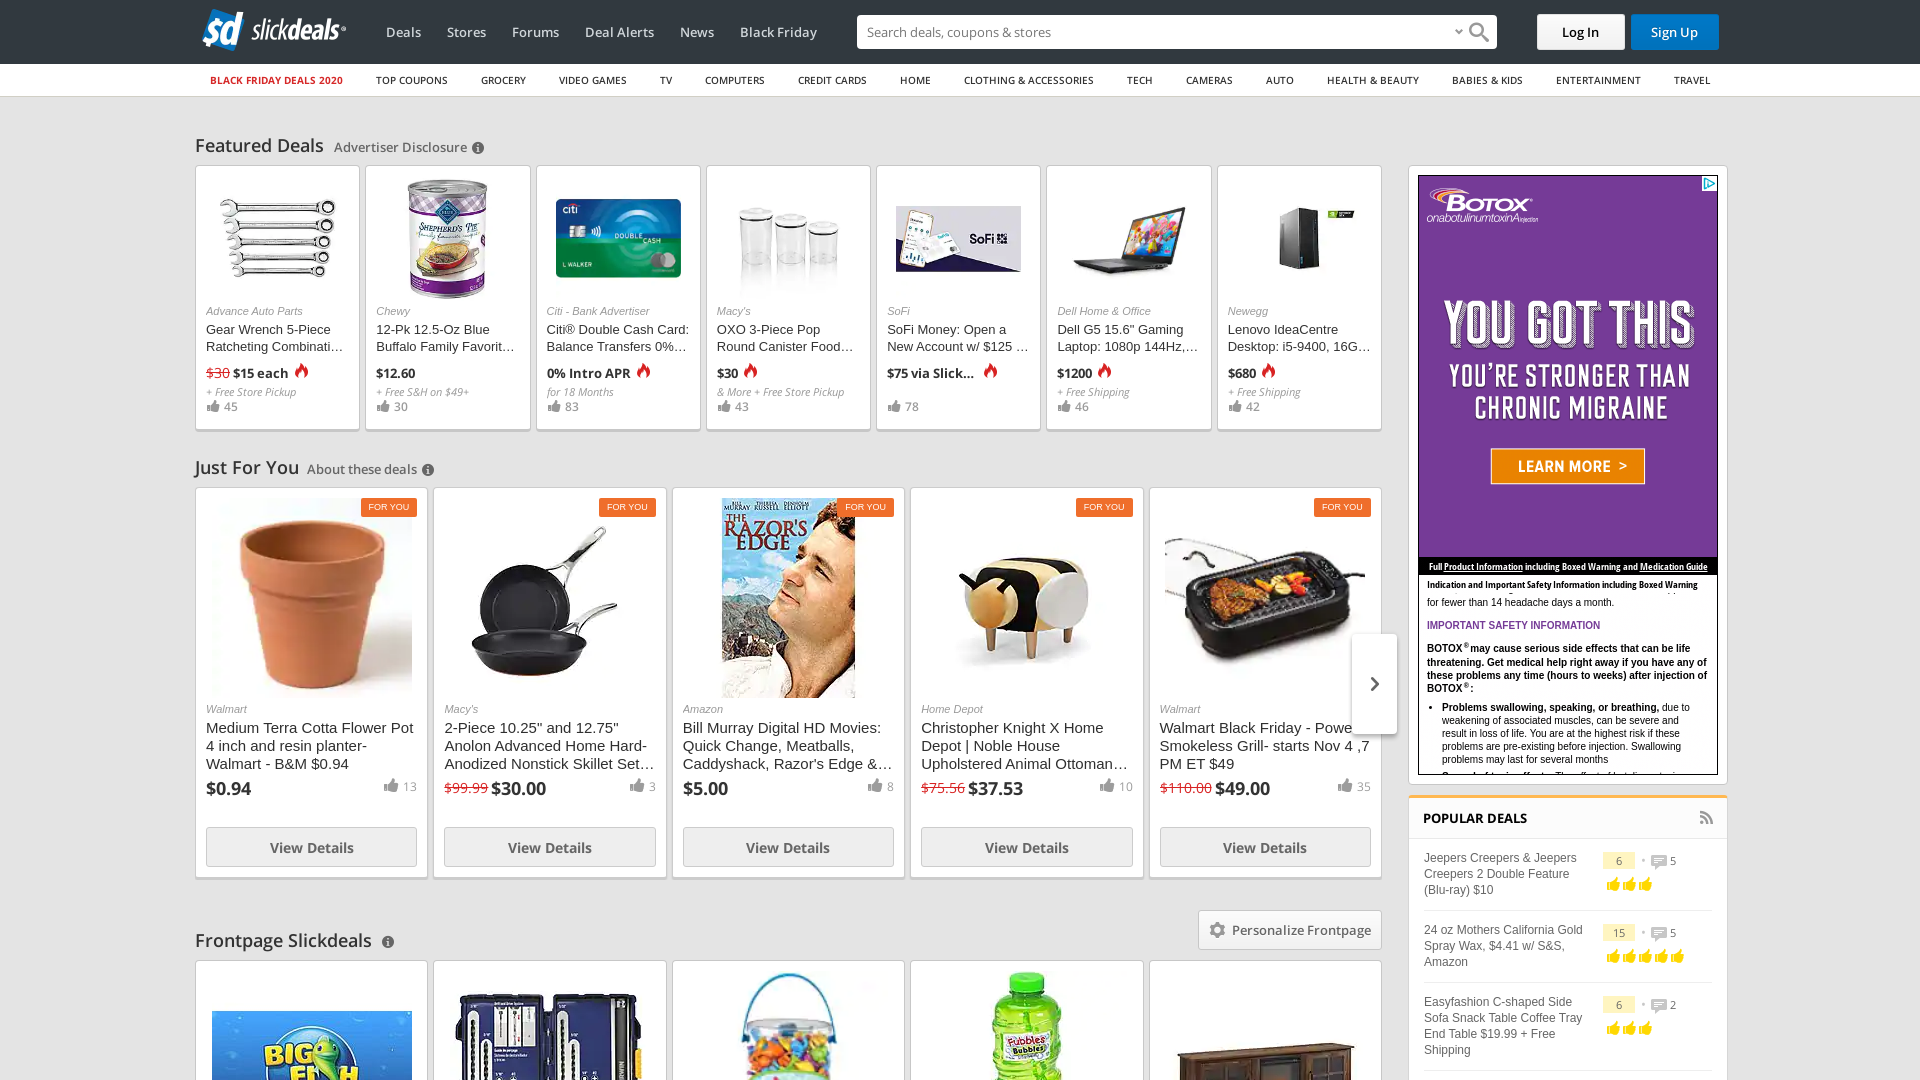 sd slickdeals
Deals
Stores
Forums
Deal Alerts
News
Black Friday
Search deals, coupons & stores
Log In
Sign Up
BLACK FRIDAY DEALS 2020
TOP COUPONS
GROCERY
VIDEO GAMES
TV
COMPUTERS
CREDIT CARDS
HOME
CLOTHING & ACCESSORIES
TECH
CAMERAS
AUTO
HEALTH & BEAUTY
BABIES & KIDS
ENTERTAINMENT
TRAVEL
Featured Deals Advertiser Disclosure
Advance Auto Parts
Gear Wrench 5-Piece
Ratcheting Combinati…
$30 $15 each
+ Free Store Pickup
45
BLUE
SHEPHERD'S PIE
Chewy
12-Pk 12.5-Oz Blue
Buffalo Family Favorit…
$12.60
+ Free S&H on $49+
30
citi
DOUBLE CASH
L WALKER
Citi - Bank Advertiser
Citi® Double Cash Card:
Balance Transfers 0%…
0% Intro APR
for 18 Months
83
Macy's
OXO 3-Piece Pop
Round Canister Food…
$30
& More + Free Store Pickup
43
SoFi
SoFi
SoFi Money: Open a
New Account w/ $125 …
$75 via Slick…
78
Dell Home & Office
Dell G5 15.6" Gaming
Laptop: 1080p 144Hz,…
$1200
+ Free Shipping
46
Newegg
Lenovo IdeaCentre
Desktop: i5-9400, 16G…
$680
+ Free Shipping
42
Just For You About these deals
FOR YOU
Walmart
Medium Terra Cotta Flower Pot
4 inch and resin planter-
Walmart - B&M $0.94
$0.94
13
View Details
FOR YOU
Macy's
2-Piece 10.25" and 12.75"
Anolon Advanced Home Hard-
Anodized Nonstick Skillet Set…
$99.99 $30.00
3
View Details
FOR YOU
BILL MURRAY THERESA RUSSELL DENHOLM ELLIOTT
THE RAZOR'S EDGE
Amazon
Bill Murray Digital HD Movies:
Quick Change, Meatballs,
Caddyshack, Razor's Edge &…
$5.00
8
View Details
FOR YOU
Home Depot
Christopher Knight X Home
Depot | Noble House
Upholstered Animal Ottoman…
$75.56 $37.53
10
View Details
FOR YOU
Walmart
Walmart Black Friday - Powe
Smokeless Grill- starts Nov 4 ,7
PM ET $49
$110.00 $49.00
35
View Details
Frontpage Slickdeals
Personalize Frontpage
BIG FISH
Fubbles
Bubbles
BOTOX
onabotulinumtoxinA injection
YOU GOT THIS
YOU'RE STRONGER THAN
CHRONIC MIGRAINE
LEARN MORE >
Full Product Information including Boxed Warning and Medication Guide
Indication and Important Safety Information including Boxed Warning
for fewer than 14 headache days a month.
IMPORTANT SAFETY INFORMATION
BOTOX® may cause serious side effects that can be life
threatening. Get medical help right away if you have any of
these problems any time (hours to weeks) after injection of
BOTOX®:
• Problems swallowing, speaking, or breathing, due to
weakening of associated muscles, can be severe and
result in loss of life. You are at the highest risk if these
problems are pre-existing before injection. Swallowing
problems may last for several months
POPULAR DEALS
Jeepers Creepers & Jeepers
Creepers 2 Double Feature
(Blu-ray) $10
6 • 5
24 oz Mothers California Gold
Spray Wax, $4.41 w/ S&S,
Amazon
15 • 5
Easyfashion C-shaped Side
Sofa Snack Table Coffee Tray
End Table $19.99 + Free
Shipping
6 • 2